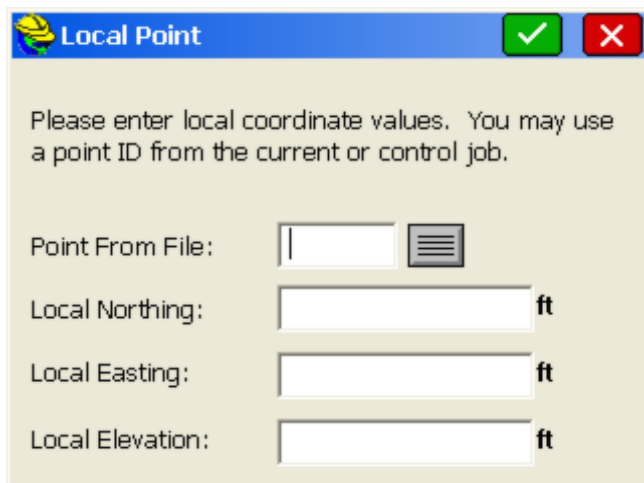 Local Point
Please enter local coordinate values. You may use
a point ID from the current or control job.
Point From File:
Local Northing: ft
Local Easting: ft
Local Elevation: ft